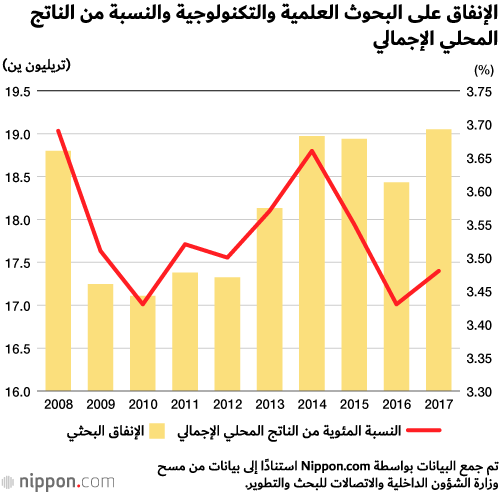 الإنفاق على البحوث العلمية والتكنولوجية والنسبة من الناتج
المحلي الإجمالي
(تريليون ين)
(%)
19.5
19.0
18.5
18.0
17.5
17.0
16.5
16.0
3.75
3.70
3.65
3.60
3.55
3.50
3.45
3.40
3.35
3.30
2008 2009 2010 2011 2012 2013 2014 2015 2016 2017
النسبة المئوية من الناتج المحلي الإجمالي
الإنفاق البحثي
تم جمع البيانات بواسطة Nippon.com استنادًا إلى بيانات من مسح
وزارة الشؤون الداخلية والاتصالات للبحث والتطوير.
nippon.com